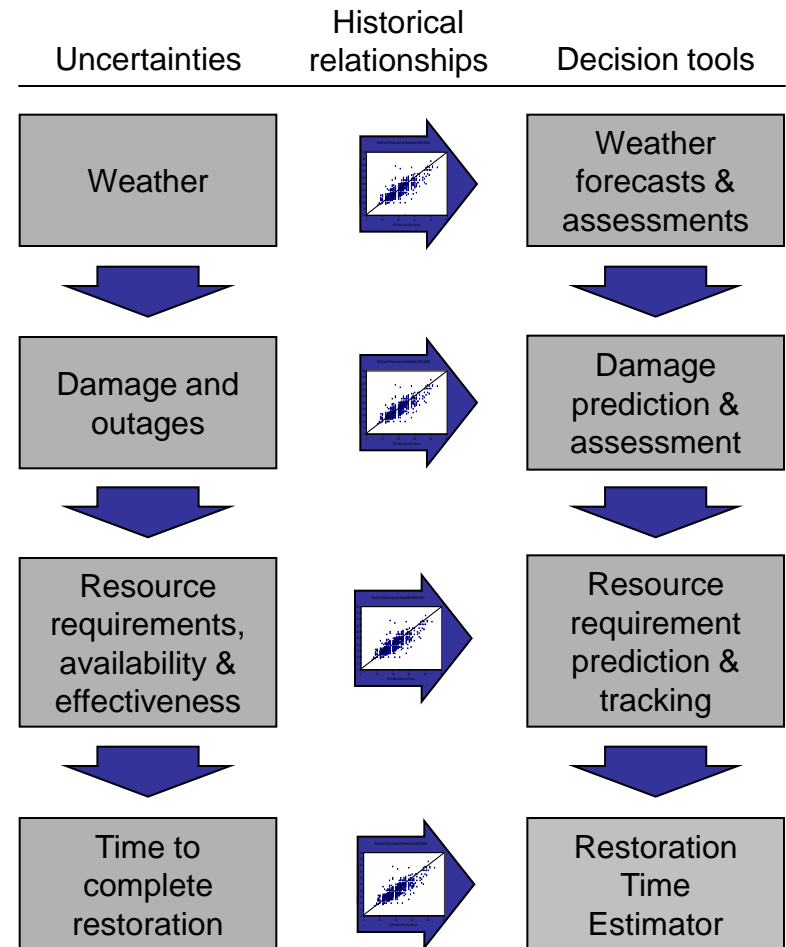 Historical
Uncertainties relationships Decision tools
Weather
Weather
forecasts &
assessments
Damage and
outages
Damage
prediction &
assessment
Resource
requirements,
availability &
effectiveness
Resource
requirement
prediction &
tracking
Time to
complete
restoration
Restoration
Time
Estimator